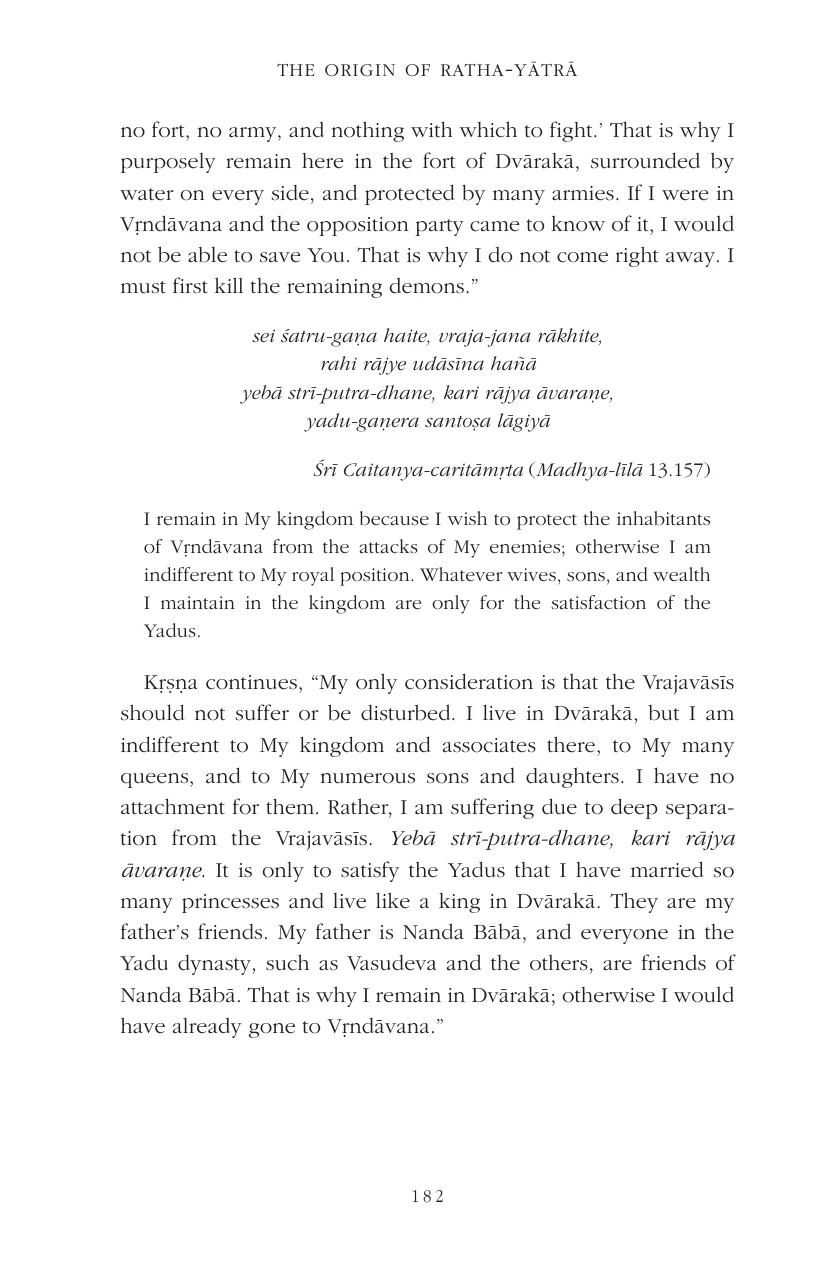 THE ORIGIN OF RATHA-YĀTRĀ
no fort, no army, and nothing with which to fight.’ That is why I
purposely remain here in the fort of Dvārakā, surrounded by
water on every side, and protected by many armies. If I were in
Vṛndāvana and the opposition party came to know of it, I would
not be able to save You. That is why I do not come right away. I
must first kill the remaining demons.”
sei śatru-gaṇa haite, vraja-jana rākhite,
rahi rājye udāsīna hañā
yebā strī-putra-dhane, kari rājya āvaraṇe,
yadu-gaṇera santoṣa lāgiyā
Śrī Caitanya-caritāmṛta (Madhya-līlā 13.157)
I remain in My kingdom because I wish to protect the inhabitants
of Vṛndāvana from the attacks of My enemies; otherwise I am
indifferent to My royal position. Whatever wives, sons, and wealth
I maintain in the kingdom are only for the satisfaction of the
Yadus.
Kṛṣṇa continues, “My only consideration is that the Vrajavāsīs
should not suffer or be disturbed. I live in Dvārakā, but I am
indifferent to My kingdom and associates there, to My many
queens, and to My numerous sons and daughters. I have no
attachment for them. Rather, I am suffering due to deep separa-
tion from the Vrajavāsīs. Yebā strī-putra-dhane, kari rājya
āvaraṇe. It is only to satisfy the Yadus that I have married so
many princesses and live like a king in Dvārakā. They are my
father’s friends. My father is Nanda Bābā, and everyone in the
Yadu dynasty, such as Vasudeva and the others, are friends of
Nanda Bābā. That is why I remain in Dvārakā; otherwise I would
have already gone to Vṛndāvana.”
182